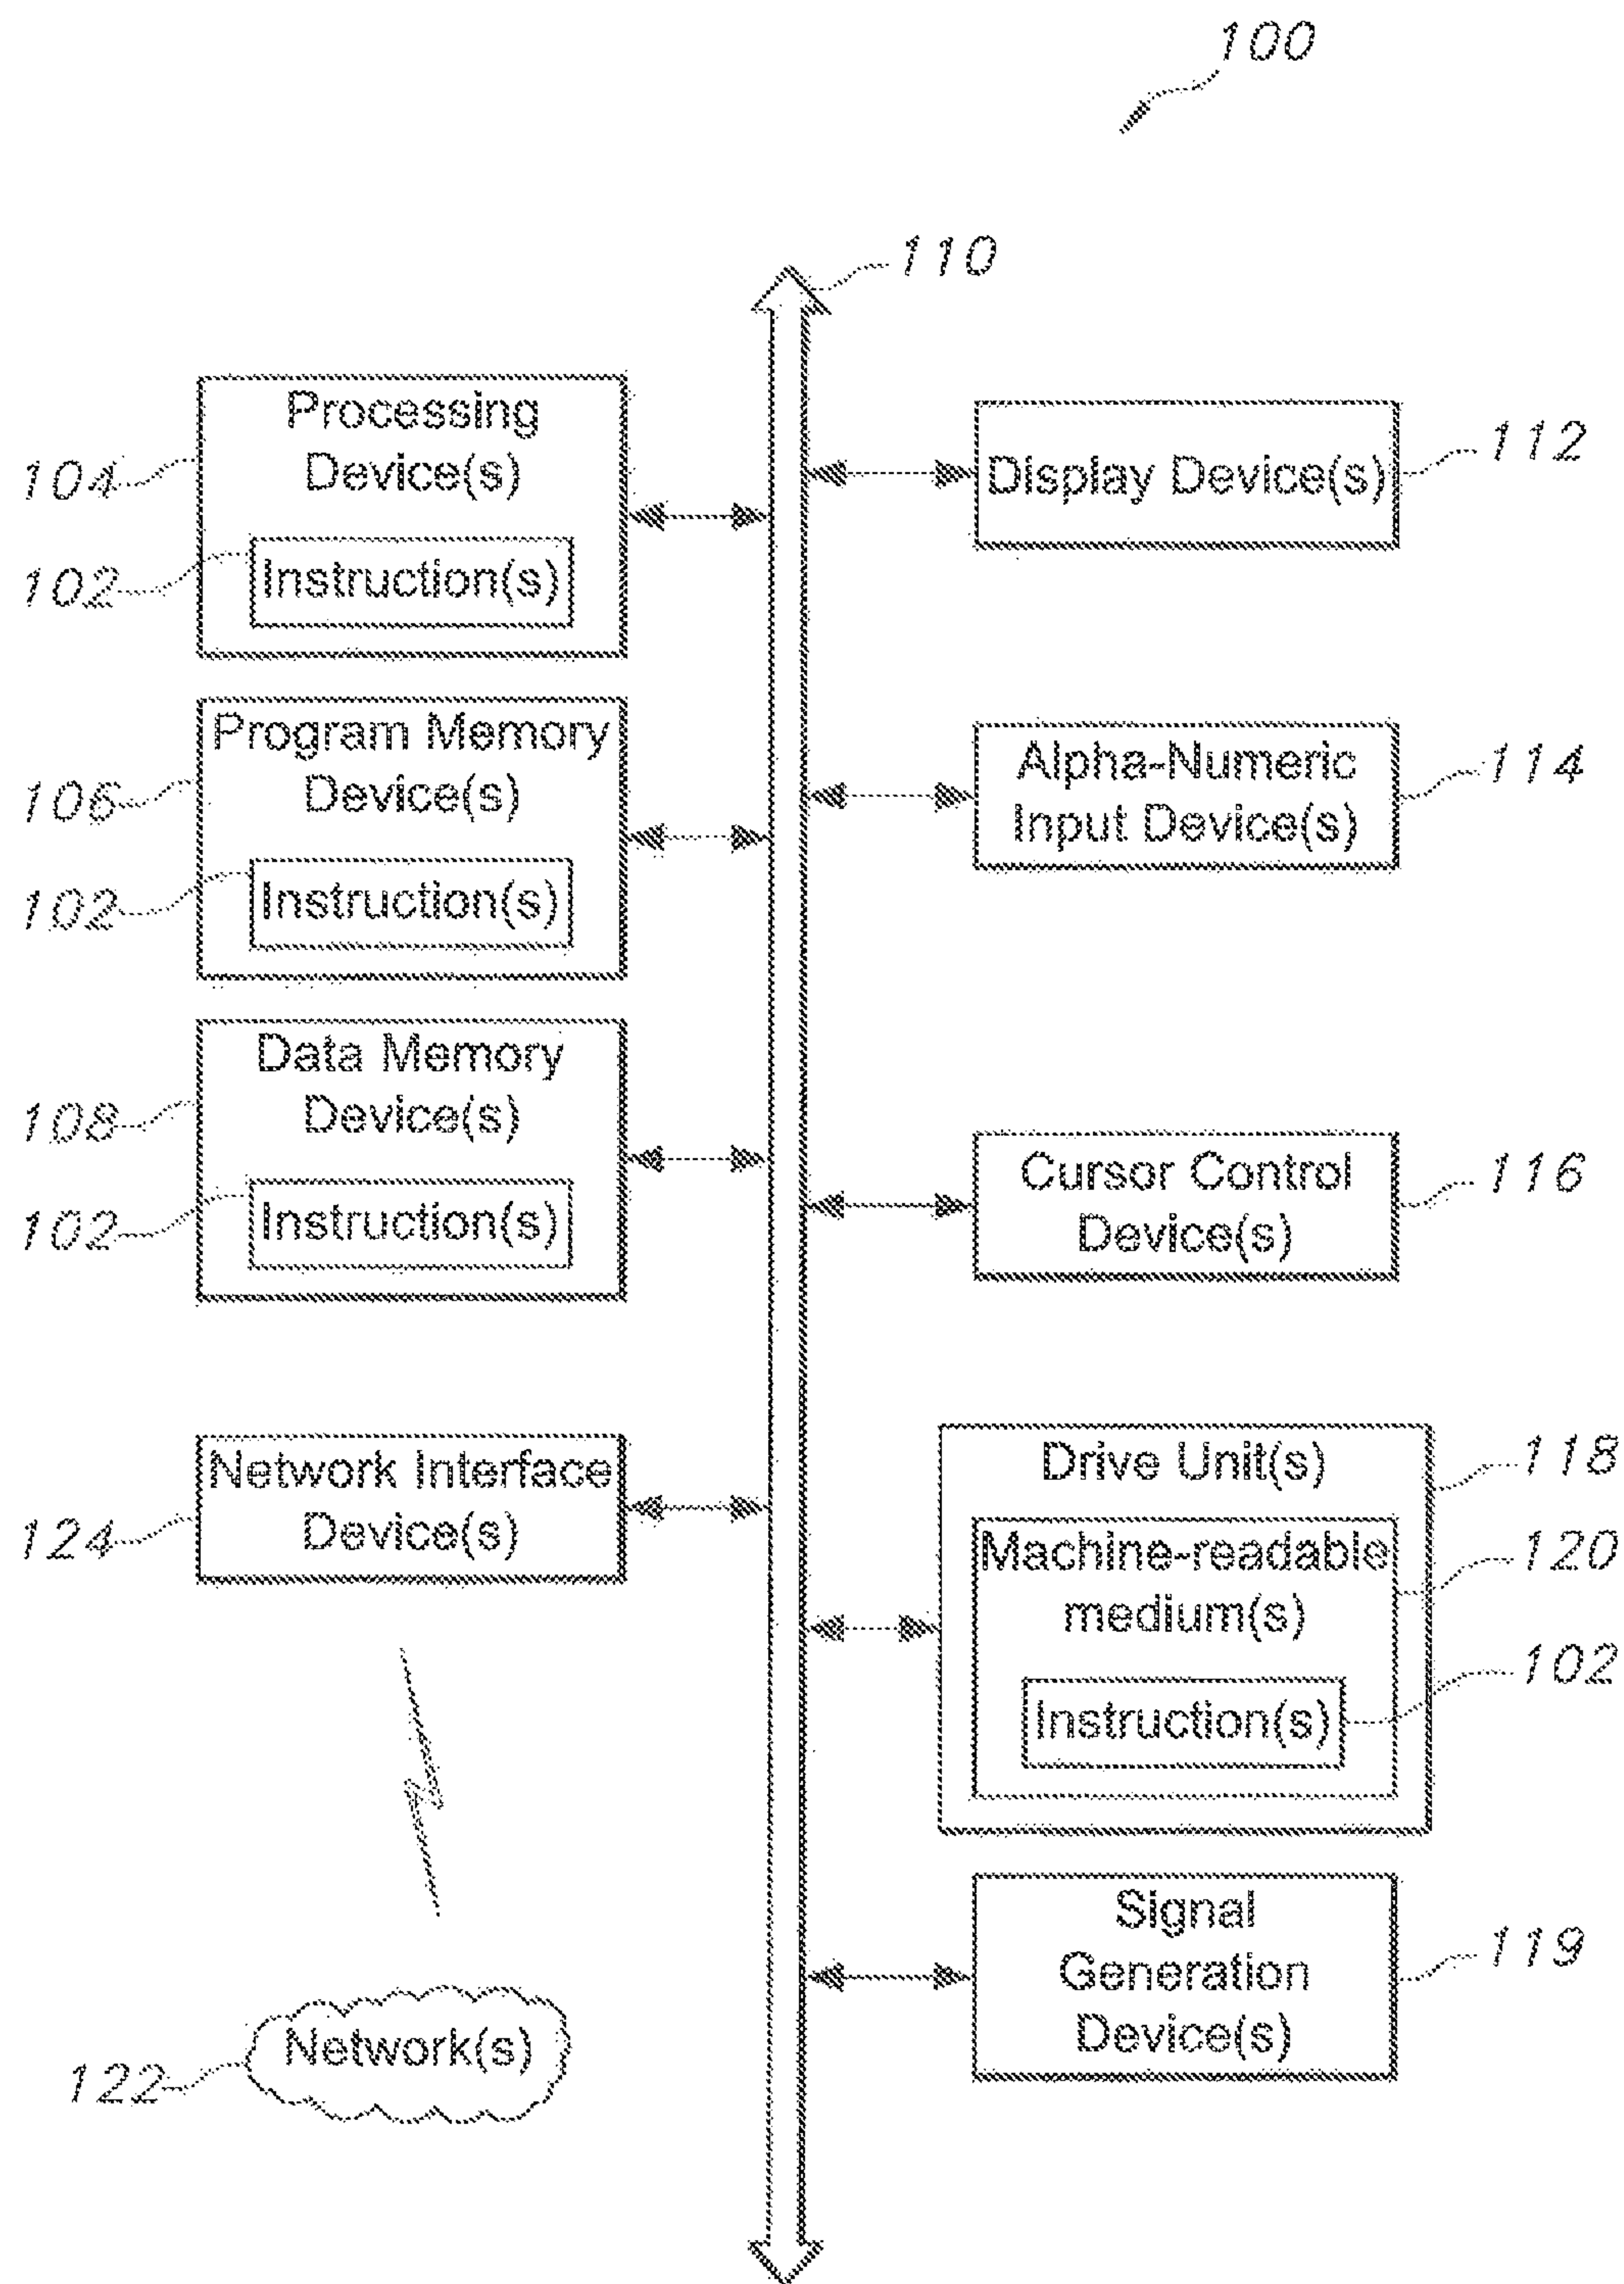 100
110
Processing
Device(s)
104
102
Instruction(s)
Program Memory
Device(s)
106
102
Instruction(s)
Data Memory
Device(s)
108
102
Instruction(s)
Network Interface
Device(s)
124
Network(s)
122
Display Device(s)
112
Alpha-Numeric
Input Device(s)
114
Cursor Control
Device(s)
116
Drive Unit(s)
118
Machine-readable
medium(s)
120
102
Instruction(s)
Signal
Generation
Device(s)
119